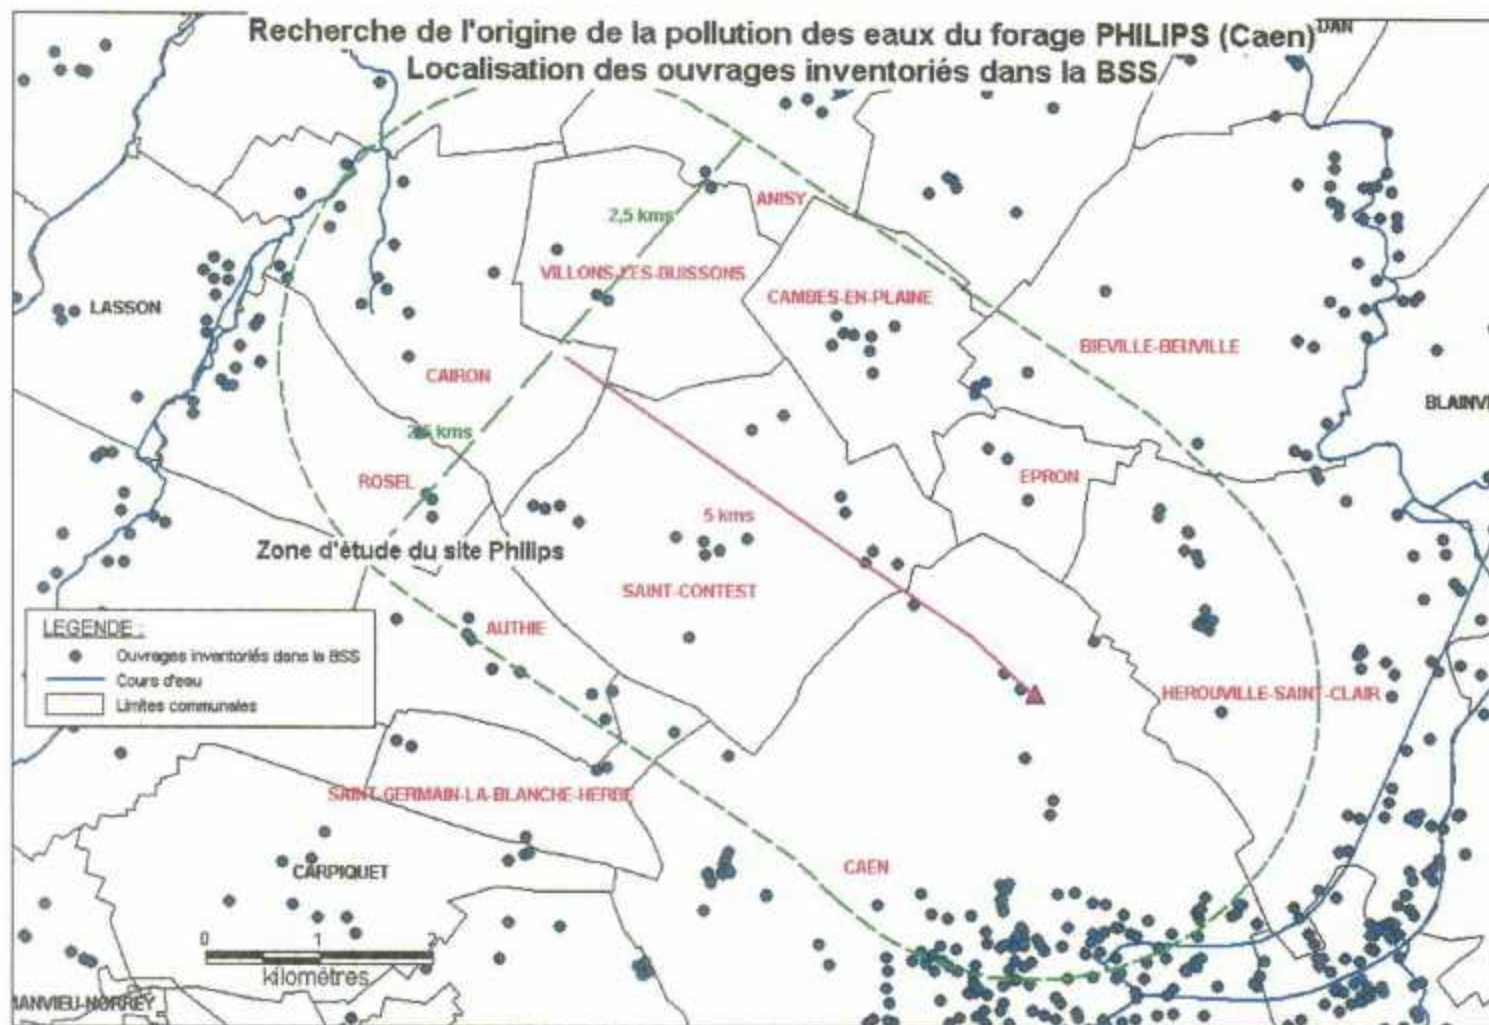 Recherche de l'origine de la pollution des eaux du forage PHILIPS (Caen)
DAN
Localisation des ouvrages inventoriés dans la BSS
ANISY
2,5 kms
VILLONS-LES-BUISSONS
CAMBES-EN-PLAINE
LASSON
BIEVILLE-BEUVILLE
CAIRON
BLAINVI
2,5 kms
ROSEL
EPRON
5 kms
Zone d'étude du site Philips
SAINT-CONTEST
LEGENDE :
Ouvrages inventoriés dans la BSS
Cours d'eau
Limites communales
AUTHIE
HEROUVILLE-SAINT-CLAIR
SAINT-GERMAIN-LA-BLANCHE-HERBE
CARPIQUET
CAEN
0 1 2
kilomètres
MANVIEU-NORREY